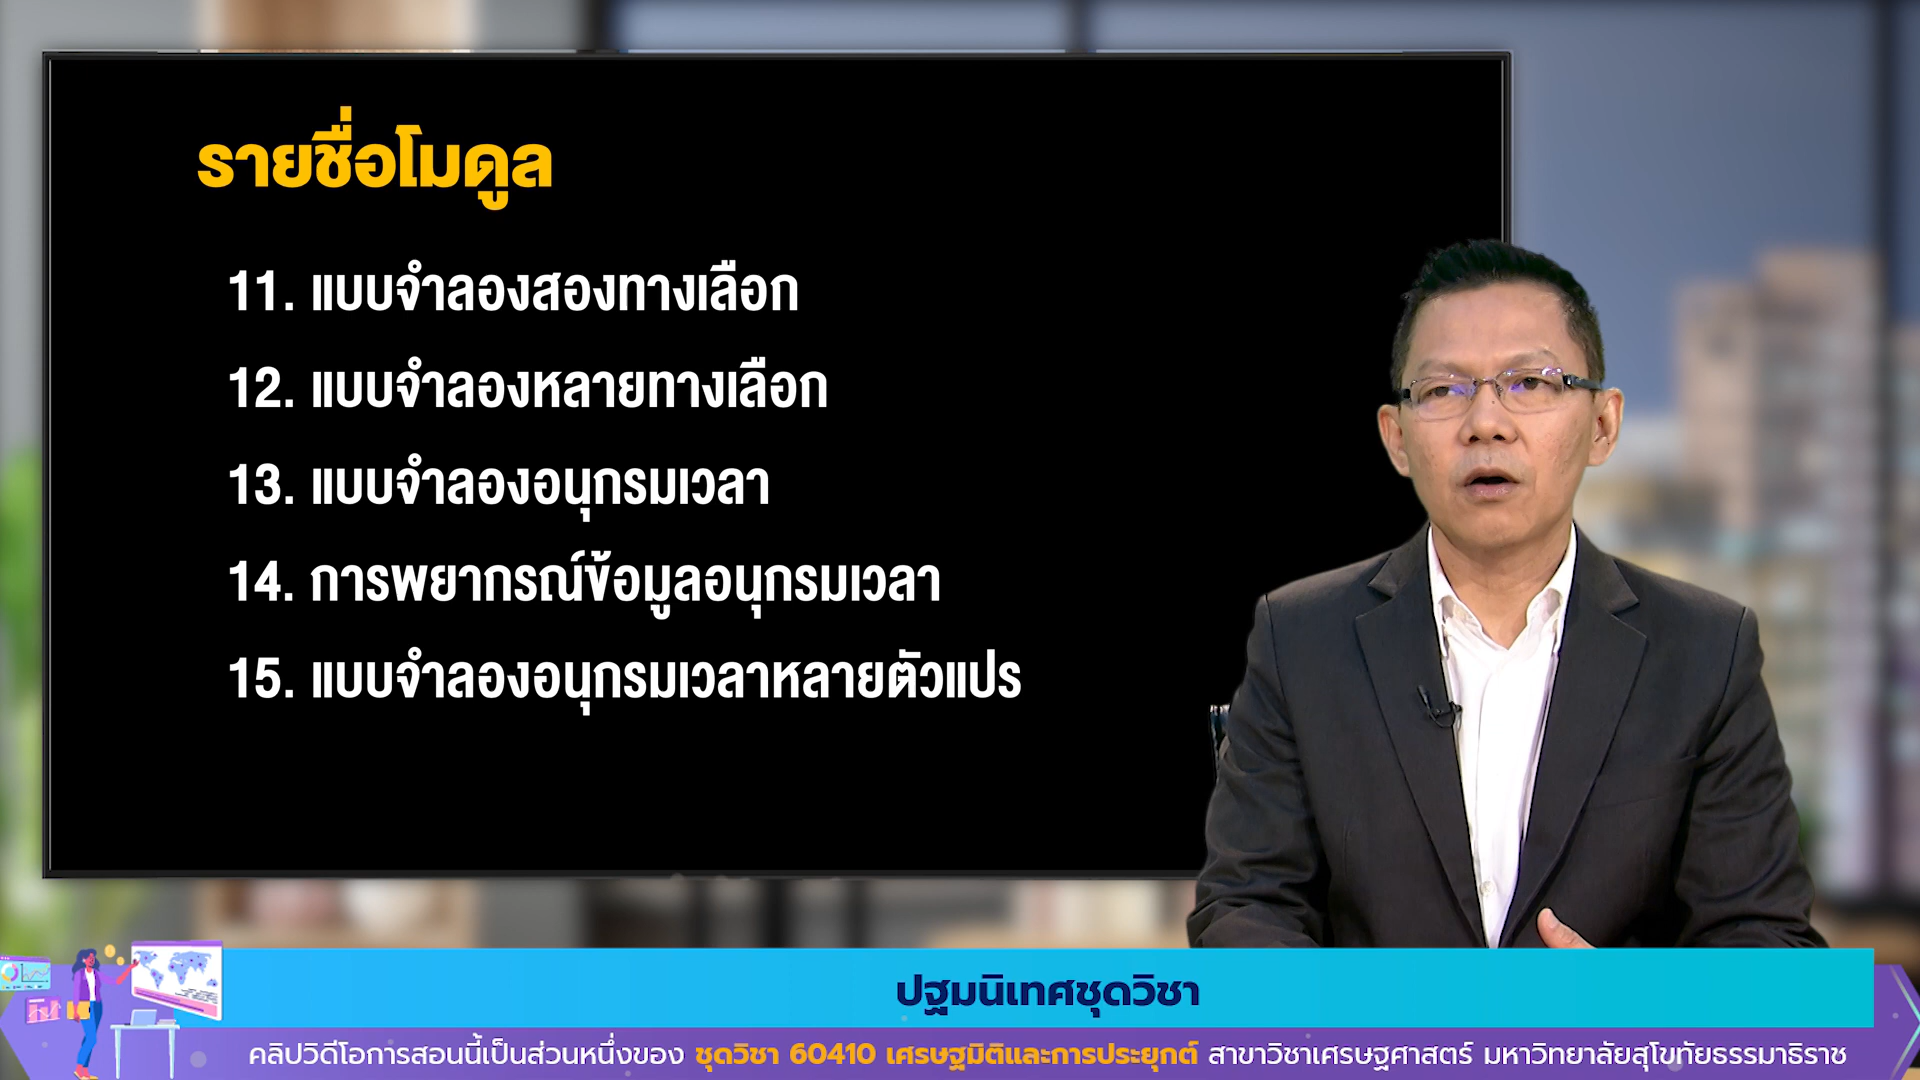 รายชื่อโมดูล
11. แบบจำลองสองทางเลือก
12. แบบจำลองหลายทางเลือก
13. แบบจำลองอนุกรมเวลา
14. การพยากรณ์ข้อมูลอนุกรมเวลา
15. แบบจำลองอนุกรมเวลาหลายตัวแปร
ปฐมนิเทศชุดวิชา
คลิปวิดีโอการสอนนี้เป็นส่วนหนึ่งของ ชุดวิชา 60410 เศรษฐมิติและการประยุกต์ สาขาวิชาเศรษฐศาสตร์ มหาวิทยาลัยสุโขทัยธรรมาธิราช